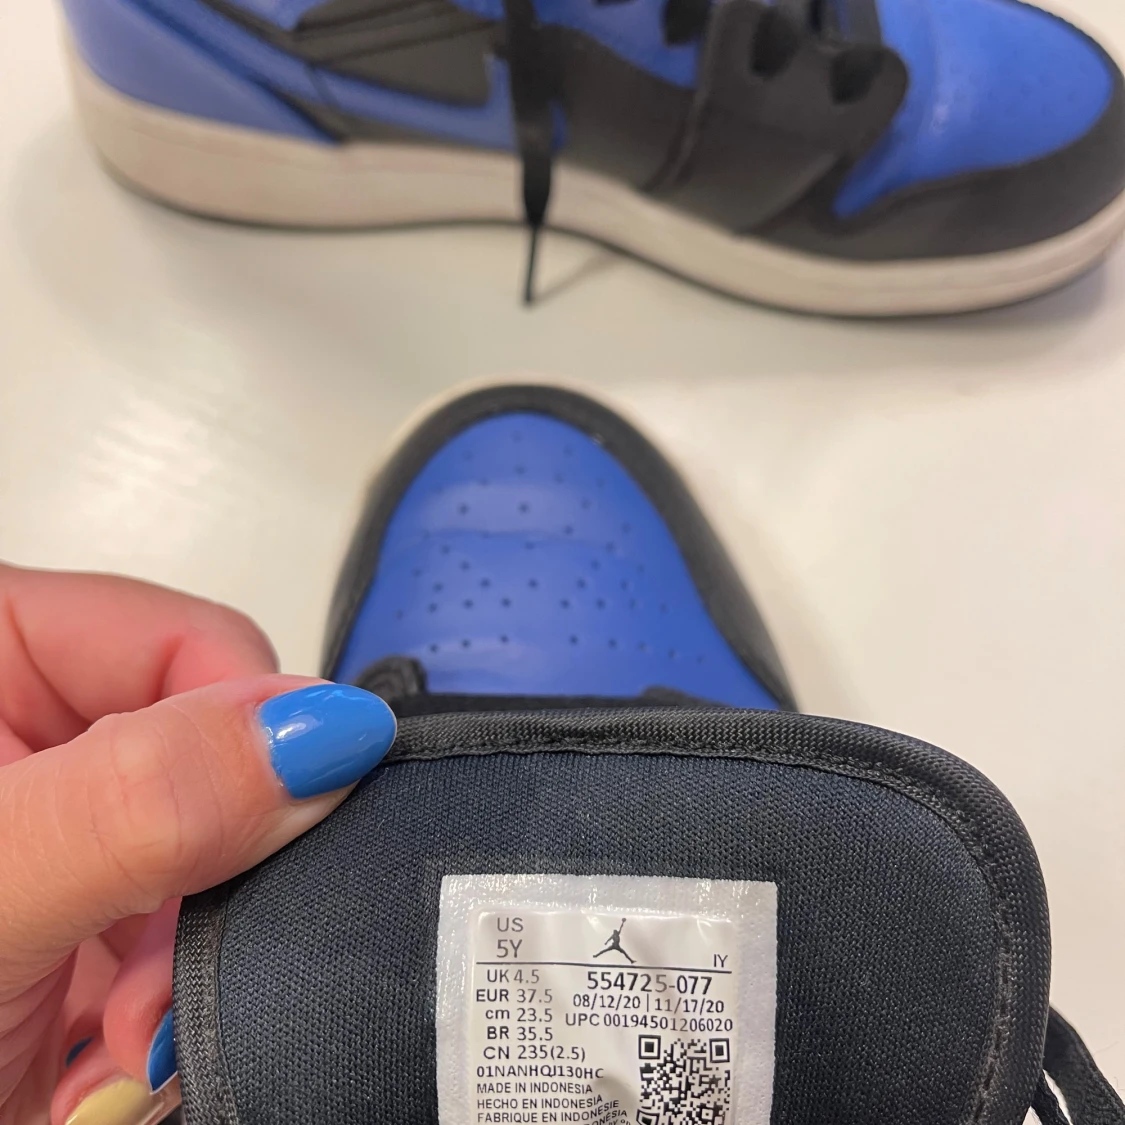 US
5Y
IY
UK 4.5
554725-077
EUR 37.5
08/12/20 | 11/17/20
cm 23.5
UPC 00194501206020
BR 35.5
CN 235(2.5)
01NANHQJ130HC
MADE IN INDONESIA
HECHO EN INDONESIA
FABRIQUE EN INDONESIE